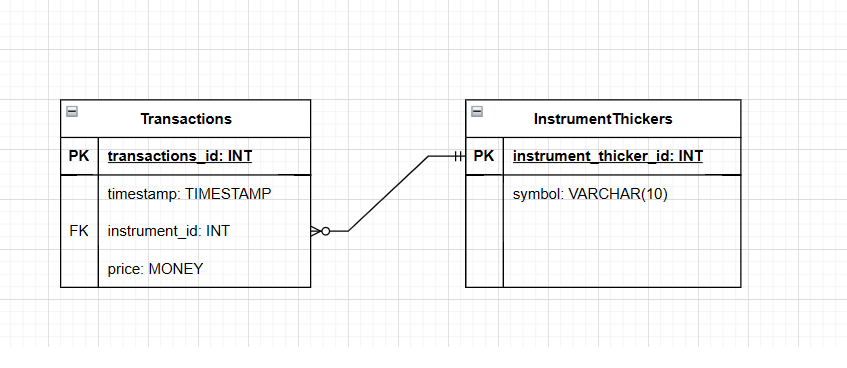 Transactions
PK transactions_id: INT
timestamp: TIMESTAMP
FK instrument_id: INT
price: MONEY
InstrumentThickers
PK instrument_thicker_id: INT
symbol: VARCHAR(10)